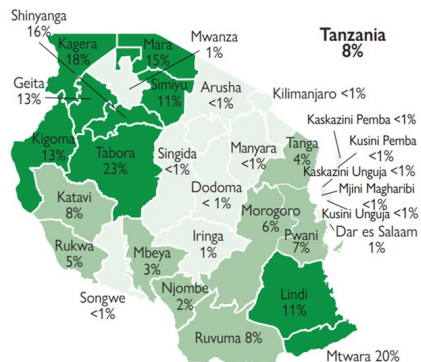 Shinyanga
16%
Mwanza
1%
Tanzania
8%
Kagera
18%
Mara
15%
Geita
13%
Simiyu
11%
Arusha
<1%
Kilimanjaro <1%
Kaskazini Pemba <1%
Kusini Pemba
<1%
Kaskazini Unguja <1%
Mjini Magharibi
<1%
Kusini Unguja <1%
Dar es Salaam
1%
Kigoma
13%
Tabora
23%
Singida
<1%
Manyara
<1%
Tanga
4%
Dodoma
< 1%
Katavi
8%
Morogoro
6%
Pwani
7%
Rukwa
5%
Mbeya
3%
Iringa
1%
Songwe
<1%
Njombe
2%
Lindi
11%
Ruvuma 8%
Mtwara 20%